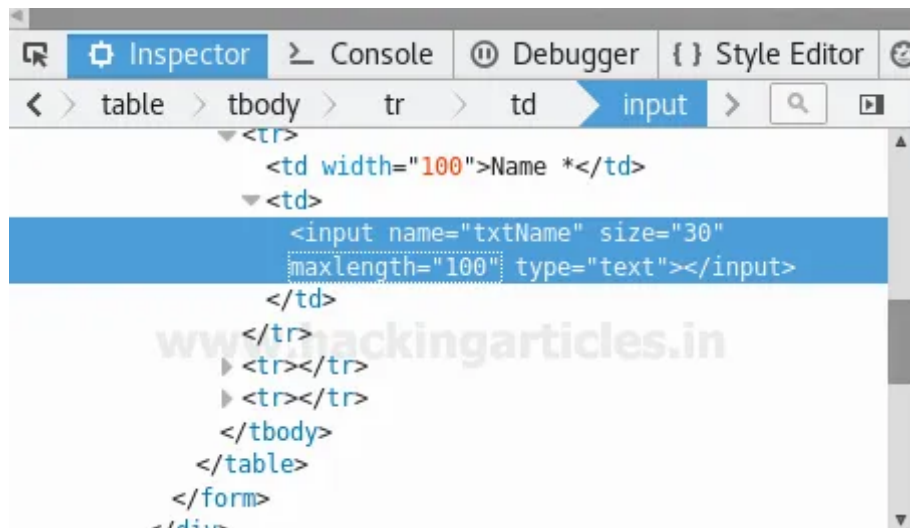 Inspector Console Debugger { } Style Editor
table tbody tr td input
<tr>
<td width="100">Name *</td>
<td>
<input name="txtName" size="30"
maxlength="100" type="text"></input>
</td>
</tr>
www.hackingarticles.in
<tr></tr>
<tr></tr>
</tbody>
</table>
</form>
</div>